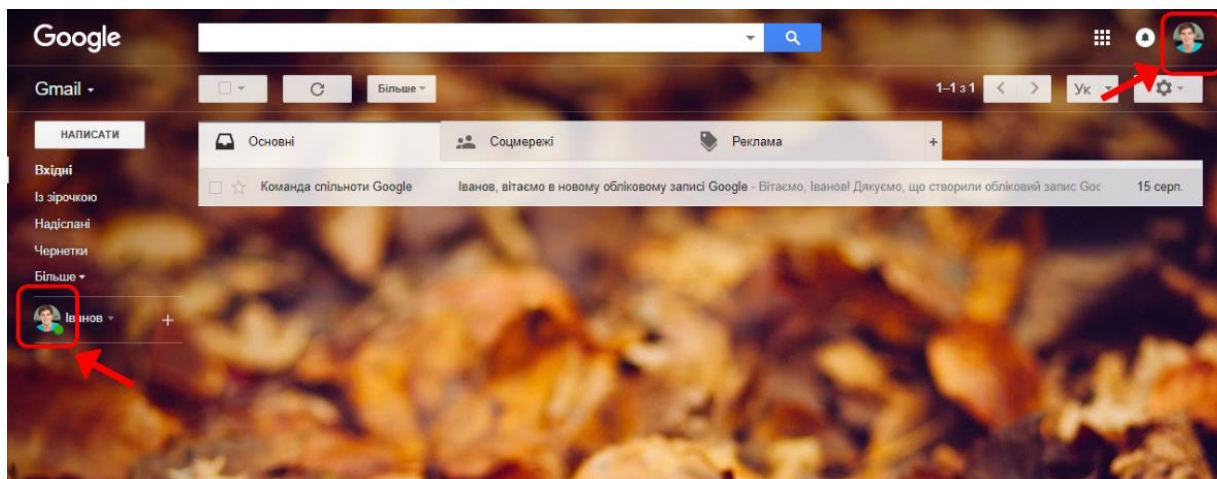 Google
Gmail
Більше
1–1 з 1
Ук
НАПИСАТИ
Основні
Соцмережі
Реклама
+
Вхідні
Із зірочкою
Надіслані
Чернетки
Більше
Іванов
+
Команда спільноти Google Іванов, вітаємо в новому обліковому записі Google - Вітаємо, Іванов! Дякуємо, що створили обліковий запис Goc 15 серп.